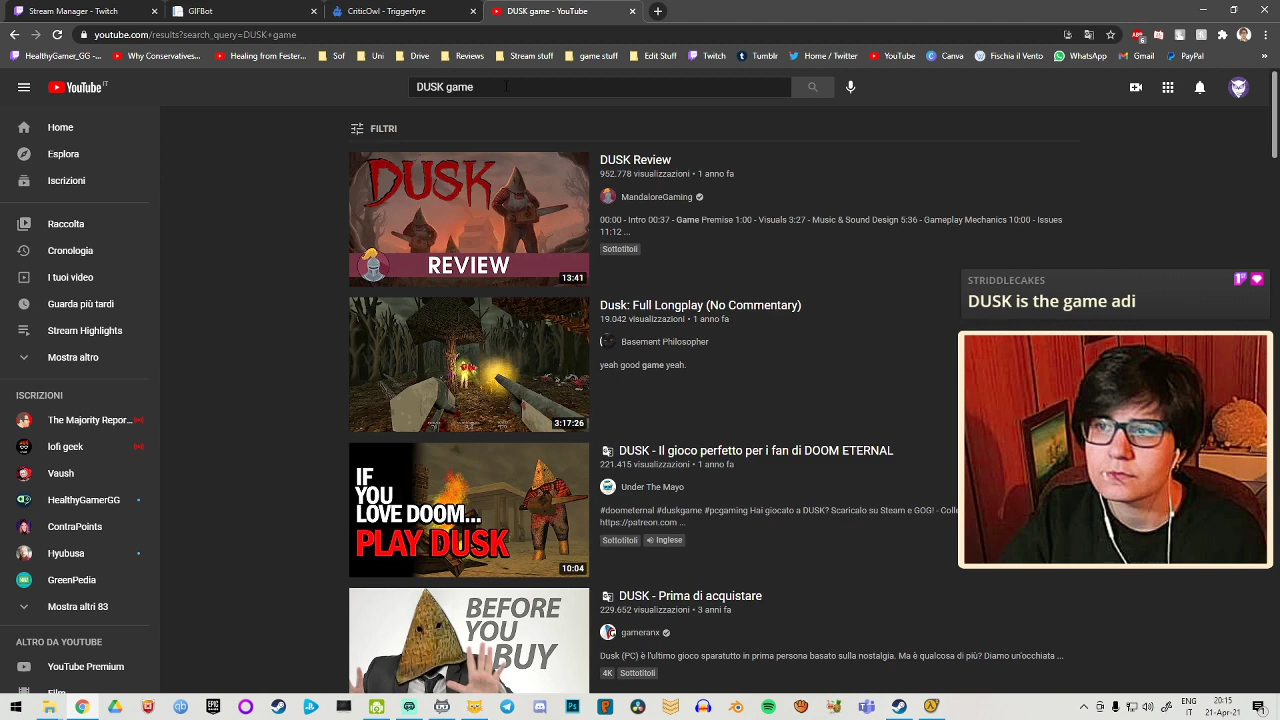 Stream Manager - Twitch
GIFBot
CriticOwl - Triggerfyre
DUSK game - YouTube
youtube.com/results?search_query=DUSK+game
HealthyGamer_GG...
Why Conservatives...
Healing from Herpe...
Sof
Uni
Drive
Review
Stream stuff
game stuff
Edit Stuff
Twitch
Tumblr
Home / Twitter
YouTube
Canva
Fischia il Vento
WhatsApp
Gmail
Play
YouTube IT
DUSK game
Home
Esplora
Iscrizioni
Raccolta
Cronologia
I tuoi video
Guarda più tardi
Stream Highlights
Mostra altro
ISCRIZIONI
The Majority Repor...
lofi geek
Vaush
HealthyGamerGG
ContraPoints
Hyubusa
GreenPedia
Mostra altri 83
ALTRO DA YOUTUBE
YouTube Premium
Film
FILTRI
DUSK
REVIEW
13:41
DUSK Review
952.778 visualizzazioni • 1 anno fa
MandaloreGaming
00:00 - Intro 00:37 - Game Premise 1:00 - Visuals 3:27 - Music & Sound Design 5:36 - Gameplay Mechanics 10:00 - Issues
11:12 ...
Sottotitoli
3:17:26
Dusk: Full Longplay (No Commentary)
19.042 visualizzazioni • 1 anno fa
Basement Philosopher
yeah good game yeah.
IF
YOU
LOVE DOOM...
PLAY DUSK
10:04
DUSK - Il gioco perfetto per i fan di DOOM ETERNAL
221.415 visualizzazioni • 1 anno fa
Under The Mayo
#doometernal #duskgame #pcgaming Hai giocato a DUSK? Scaricalo su Steam e GOG! - Colle
https://patreon.com ...
Sottotitoli
Inglese
BEFORE
YOU
BUY
DUSK - Prima di acquistare
229.652 visualizzazioni • 3 anni fa
gameranx
Dusk (PC) è l'ultimo gioco sparatutto in prima persona basato sulla nostalgia. Ma è qualcosa di più? Diamo un'occhiata ...
4K
Sottotitoli
STRIDDLECAKES
DUSK is the game adi
ENG
IT
20:15
21-Apr-21